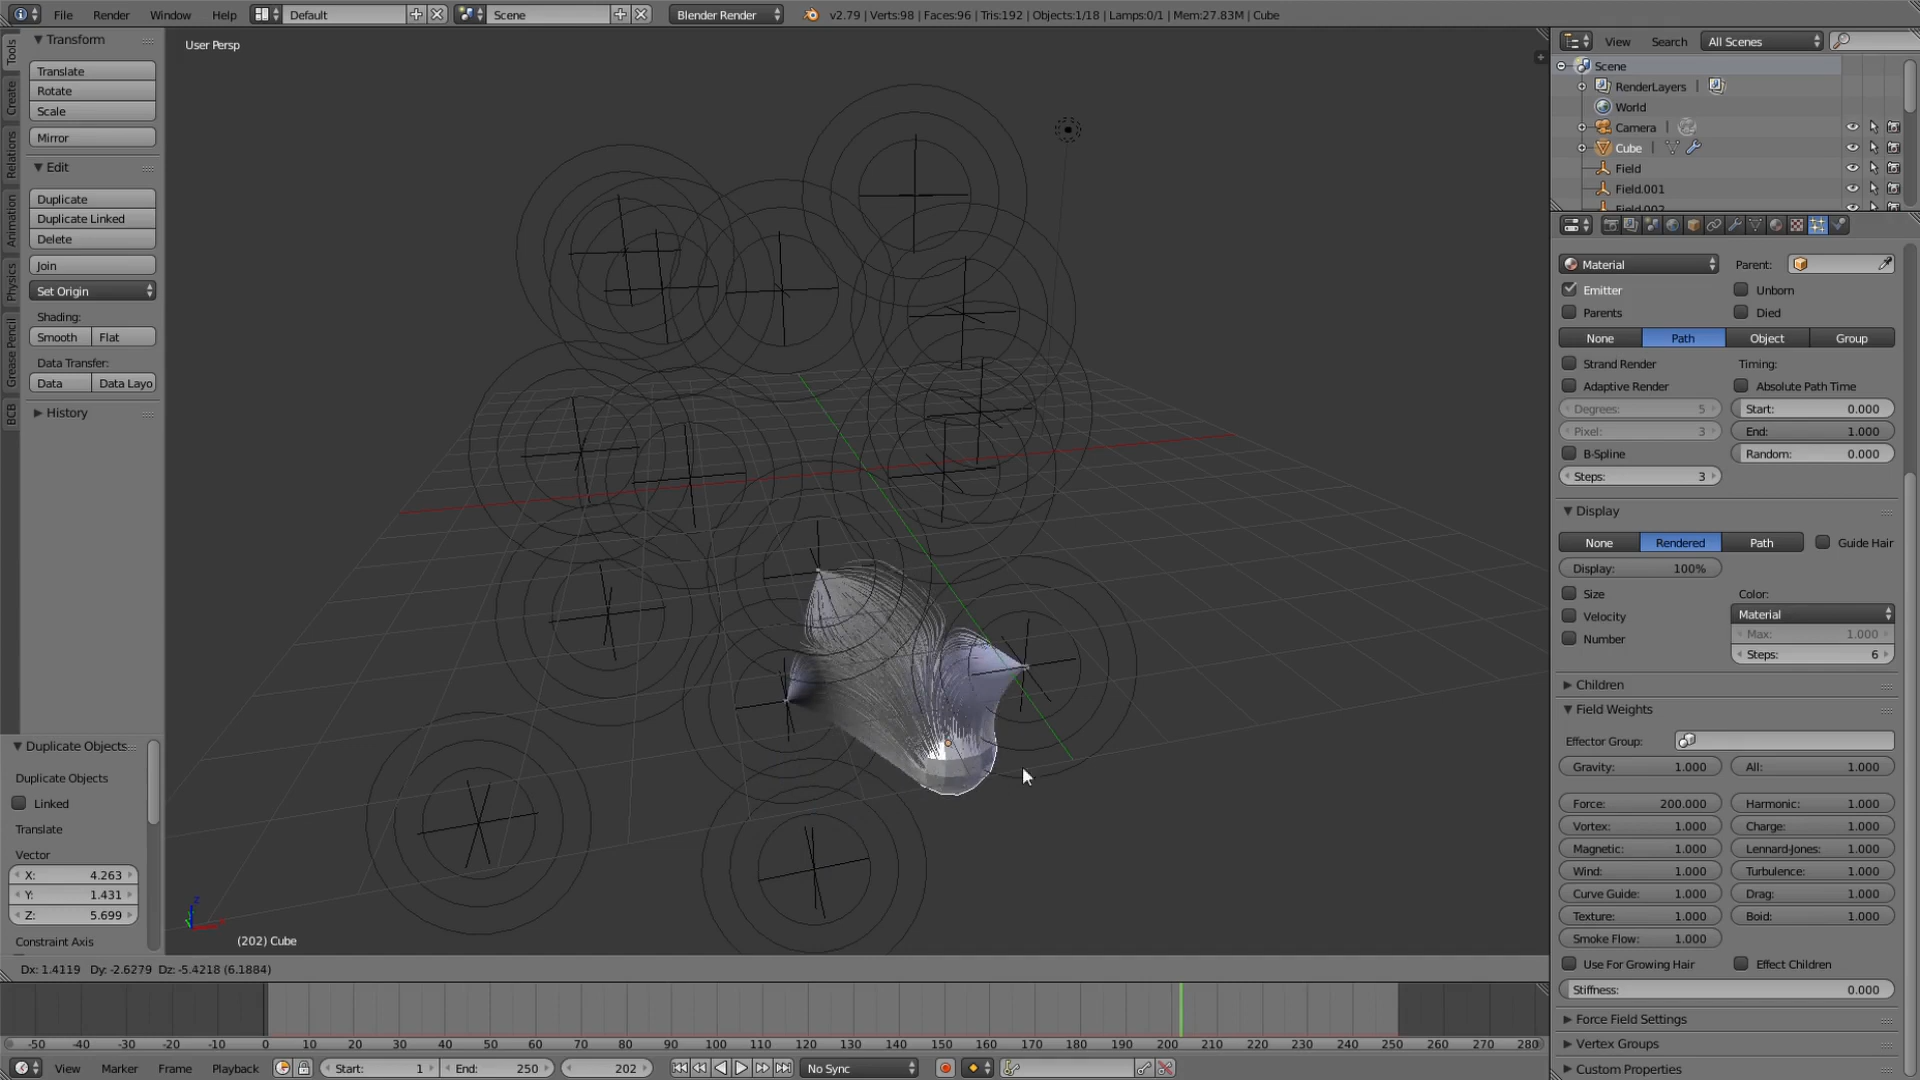 File Render Window Help Default Scene Blender Render v2.79 | Verts:98 | Faces:96 | Tris:192 | Objects:1/18 | Lamps:0/1 | Mem:27.83M | Cube
Tools
Create
Relations
Animation
Physics
Grease Pencil
BCB
Transform
Translate
Rotate
Scale
Mirror
Edit
Duplicate
Duplicate Linked
Delete
Join
Set Origin
Shading:
Smooth Flat
Data Transfer:
Data Data Layo
History
Duplicate Objects
Duplicate Objects
Linked
Translate
Vector
X: 4.263
Y: 1.431
Z: 5.699
Constraint Axis
User Persp
(202) Cube
Dx: 1.4119 Dy: -2.6279 Dz: -5.4218 (6.1884)
View Search All Scenes
Scene
RenderLayers |
World
Camera |
Cube |
Field
Field.001
Field.002
Material Parent:
Emitter Unborn
Parents Died
None Path Object Group
Strand Render Timing:
Adaptive Render Absolute Path Time
Degrees: 5 Start: 0.000
Pixel: 3 End: 1.000
B-Spline Random: 0.000
Steps: 3
Display
None Rendered Path Guide Hair
Display: 100%
Size Color:
Velocity Material
Number Max: 1.000
Steps: 6
Children
Field Weights
Effector Group:
Gravity: 1.000 All: 1.000
Force: 200.000 Harmonic: 1.000
Vortex: 1.000 Charge: 1.000
Magnetic: 1.000 Lennard-Jones: 1.000
Wind: 1.000 Turbulence: 1.000
Curve Guide: 1.000 Drag: 1.000
Texture: 1.000 Boid: 1.000
Smoke Flow: 1.000
Use For Growing Hair Effect Children
Stiffness: 0.000
Force Field Settings
Vertex Groups
Custom Properties
-50 -40 -30 -20 -10 0 10 20 30 40 50 60 70 80 90 100 110 120 130 140 150 160 170 180 190 200 210 220 230 240 250 260 270 280
View Marker Frame Playback Start: 1 End: 250 202 No Sync